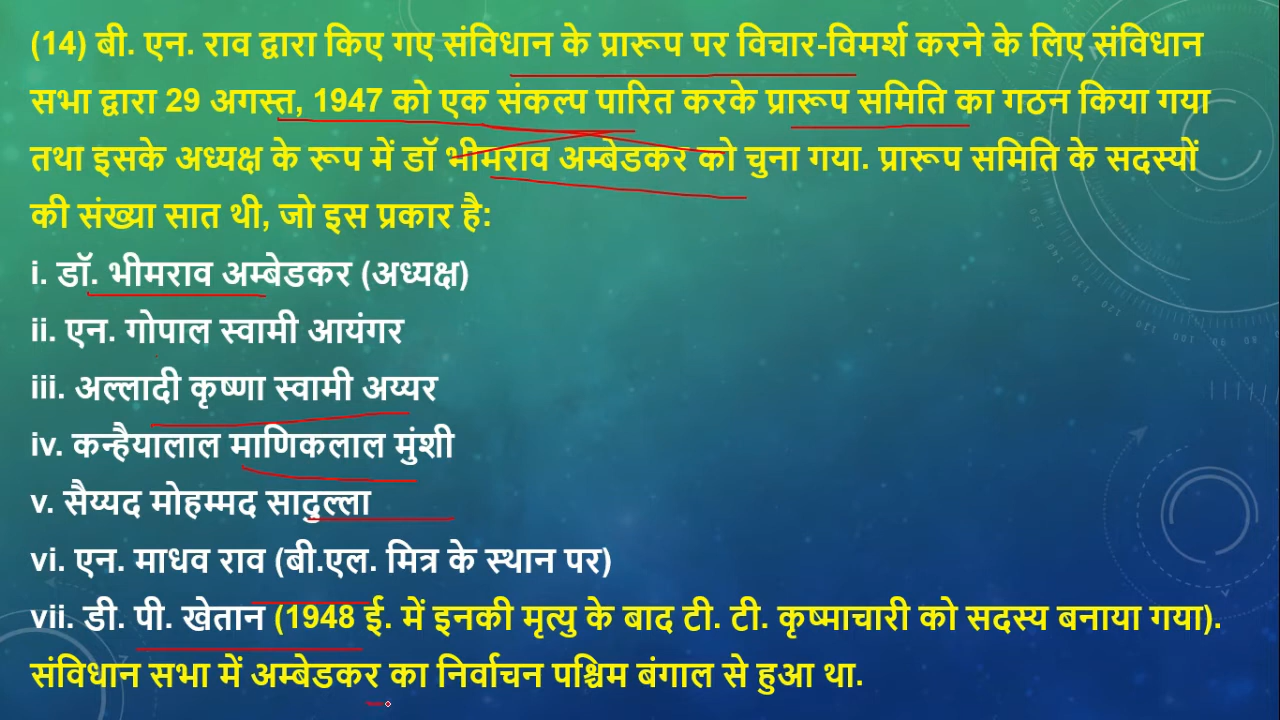 (14) बी. एन. राव द्वारा किए गए संविधान के प्रारूप पर विचार-विमर्श करने के लिए संविधान
सभा द्वारा 29 अगस्त, 1947 को एक संकल्प पारित करके प्रारूप समिति का गठन किया गया
तथा इसके अध्यक्ष के रूप में डॉ भीमराव अम्बेडकर को चुना गया. प्रारूप समिति के सदस्यों
की संख्या सात थी, जो इस प्रकार है:
i. डॉ. भीमराव अम्बेडकर (अध्यक्ष)
ii. एन. गोपाल स्वामी आयंगर
iii. अल्लादी कृष्णा स्वामी अय्यर
iv. कन्हैयालाल माणिकलाल मुंशी
v. सैय्यद मोहम्मद सादुल्ला
vi. एन. माधव राव (बी.एल. मित्र के स्थान पर)
vii. डी. पी. खेतान (1948 ई. में इनकी मृत्यु के बाद टी. टी. कृष्माचारी को सदस्य बनाया गया).
संविधान सभा में अम्बेडकर का निर्वाचन पश्चिम बंगाल से हुआ था.